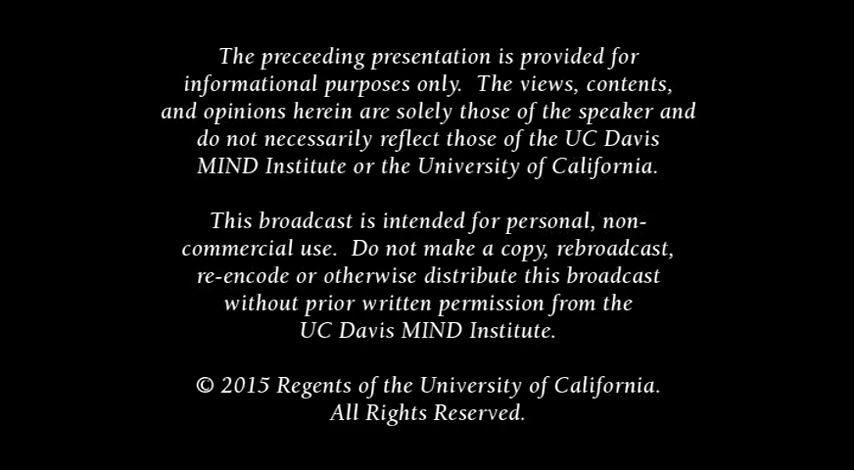 The preceeding presentation is provided for
informational purposes only.  The views, contents,
and opinions herein are solely those of the speaker and
do not necessarily reflect those of the UC Davis
MIND Institute or the University of California.
This broadcast is intended for personal, non-
commercial use.  Do not make a copy, rebroadcast,
re-encode or otherwise distribute this broadcast
without prior written permission from the
UC Davis MIND Institute.
© 2015 Regents of the University of California.
All Rights Reserved.